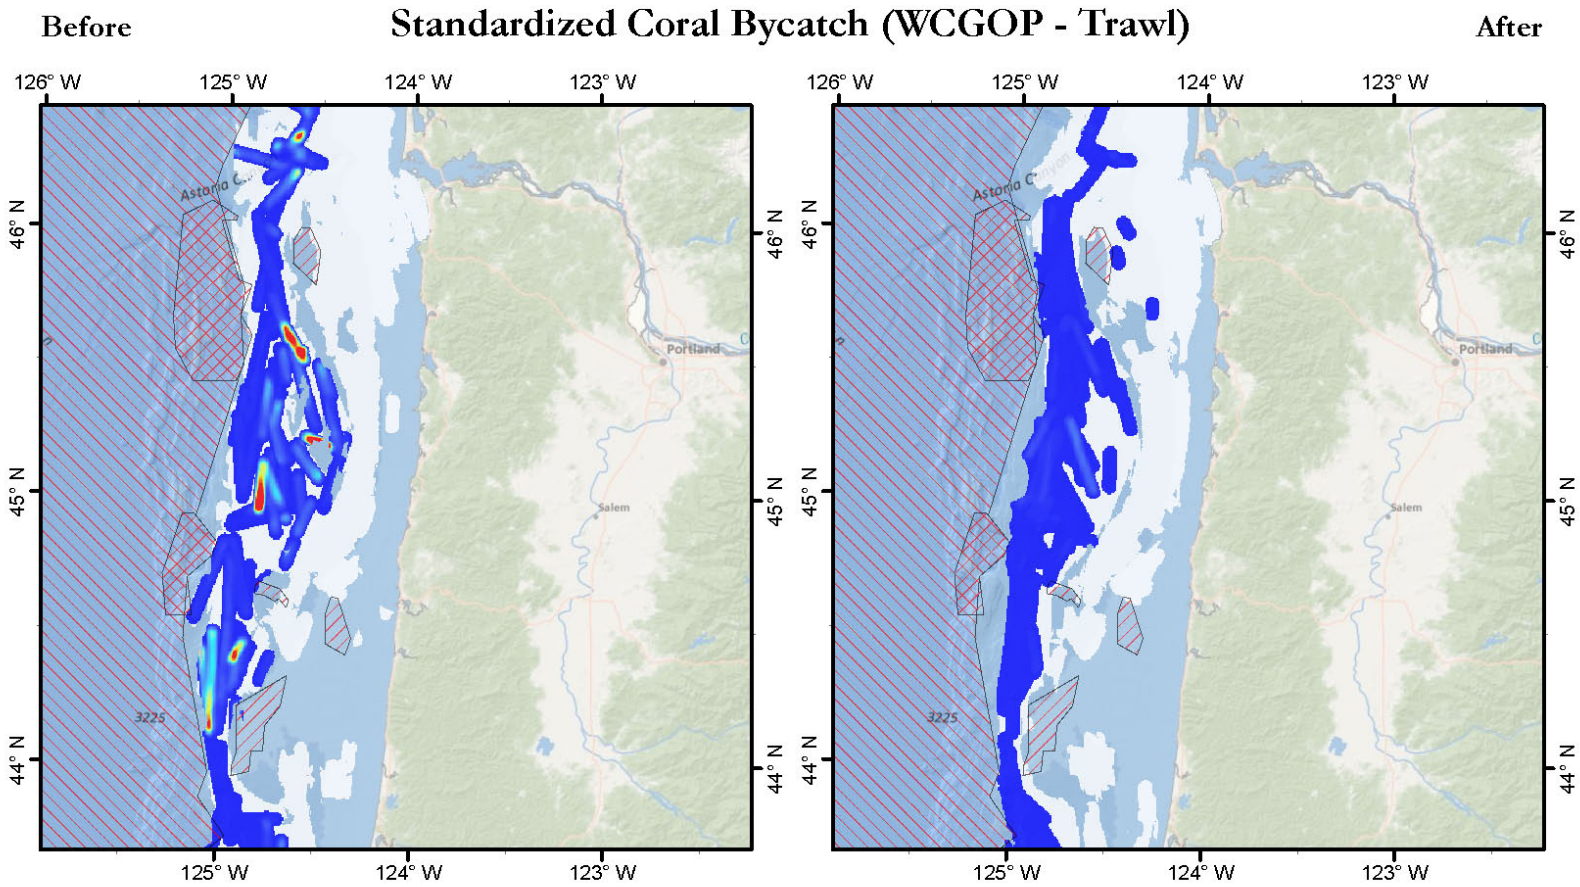 Before
Standardized Coral Bycatch (WCGOP - Trawl)
After
126° W
125° W
124° W
123° W
126° W
125° W
124° W
123° W
46° N
45° N
44° N
46° N
45° N
44° N
46° N
45° N
44° N
46° N
45° N
44° N
Astoria C
Portland
Salem
3225
Astoria Canyon
Portland
Salem
3225
125° W
124° W
123° W
125° W
124° W
123° W